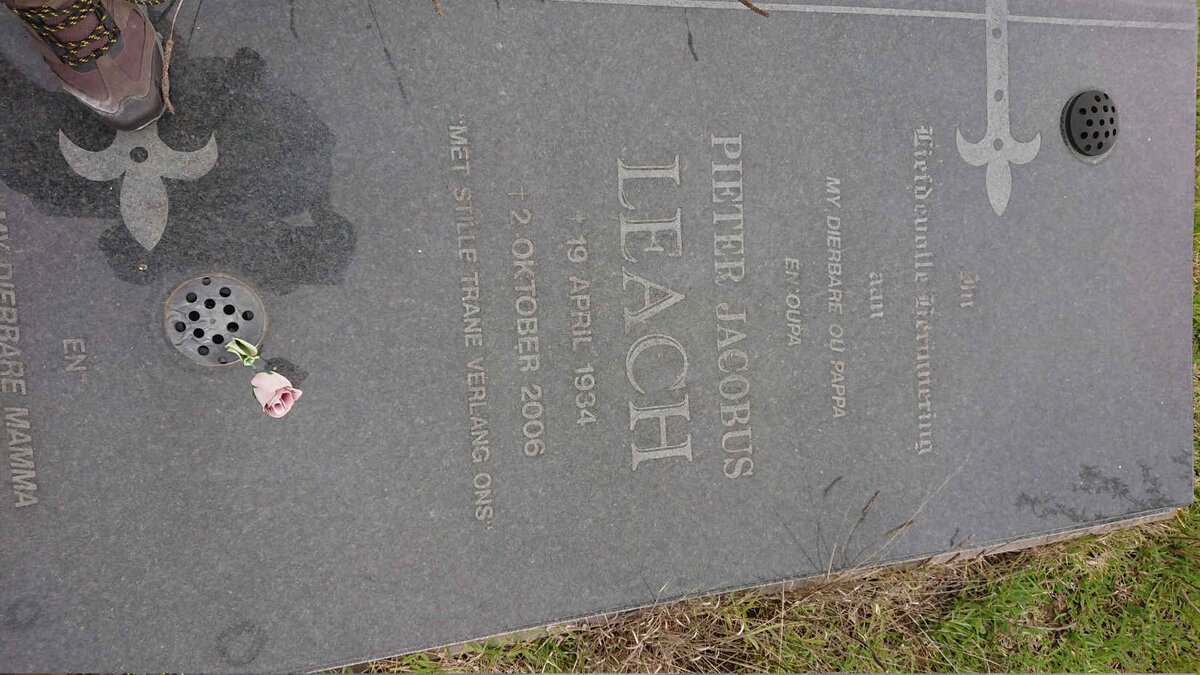 In
Liefdevolle Herinnering
aan
MY DIERBARE OU PAPPA
EN OUPA
PIETER JACOBUS
LEACH
* 19 APRIL 1934
† 2 OKTOBER 2006
"MET STILLE TRANE VERLANG ONS"
EN
MY DIERBARE MAMMA